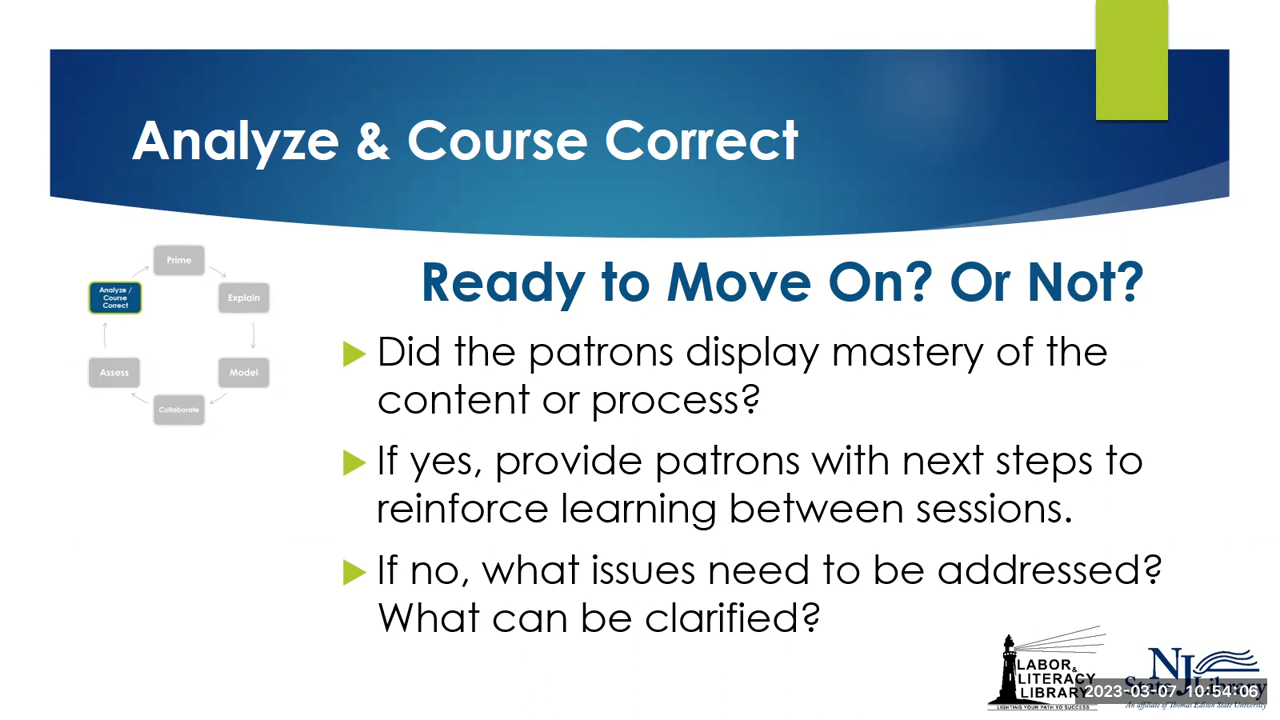 Analyze & Course Correct
Prime
Analyze /
Course
Correct
Explain
Assess
Model
Collaborate
Ready to Move On? Or Not?
Did the patrons display mastery of the
content or process?
If yes, provide patrons with next steps to
reinforce learning between sessions.
If no, what issues need to be addressed?
What can be clarified?
LABOR &
LITERACY
LIBRARY
LIGHTING YOUR PATH TO SUCCESS
NJ
State Library
An affiliate of Thomas Edison State University
2023-03-07 10:54:06